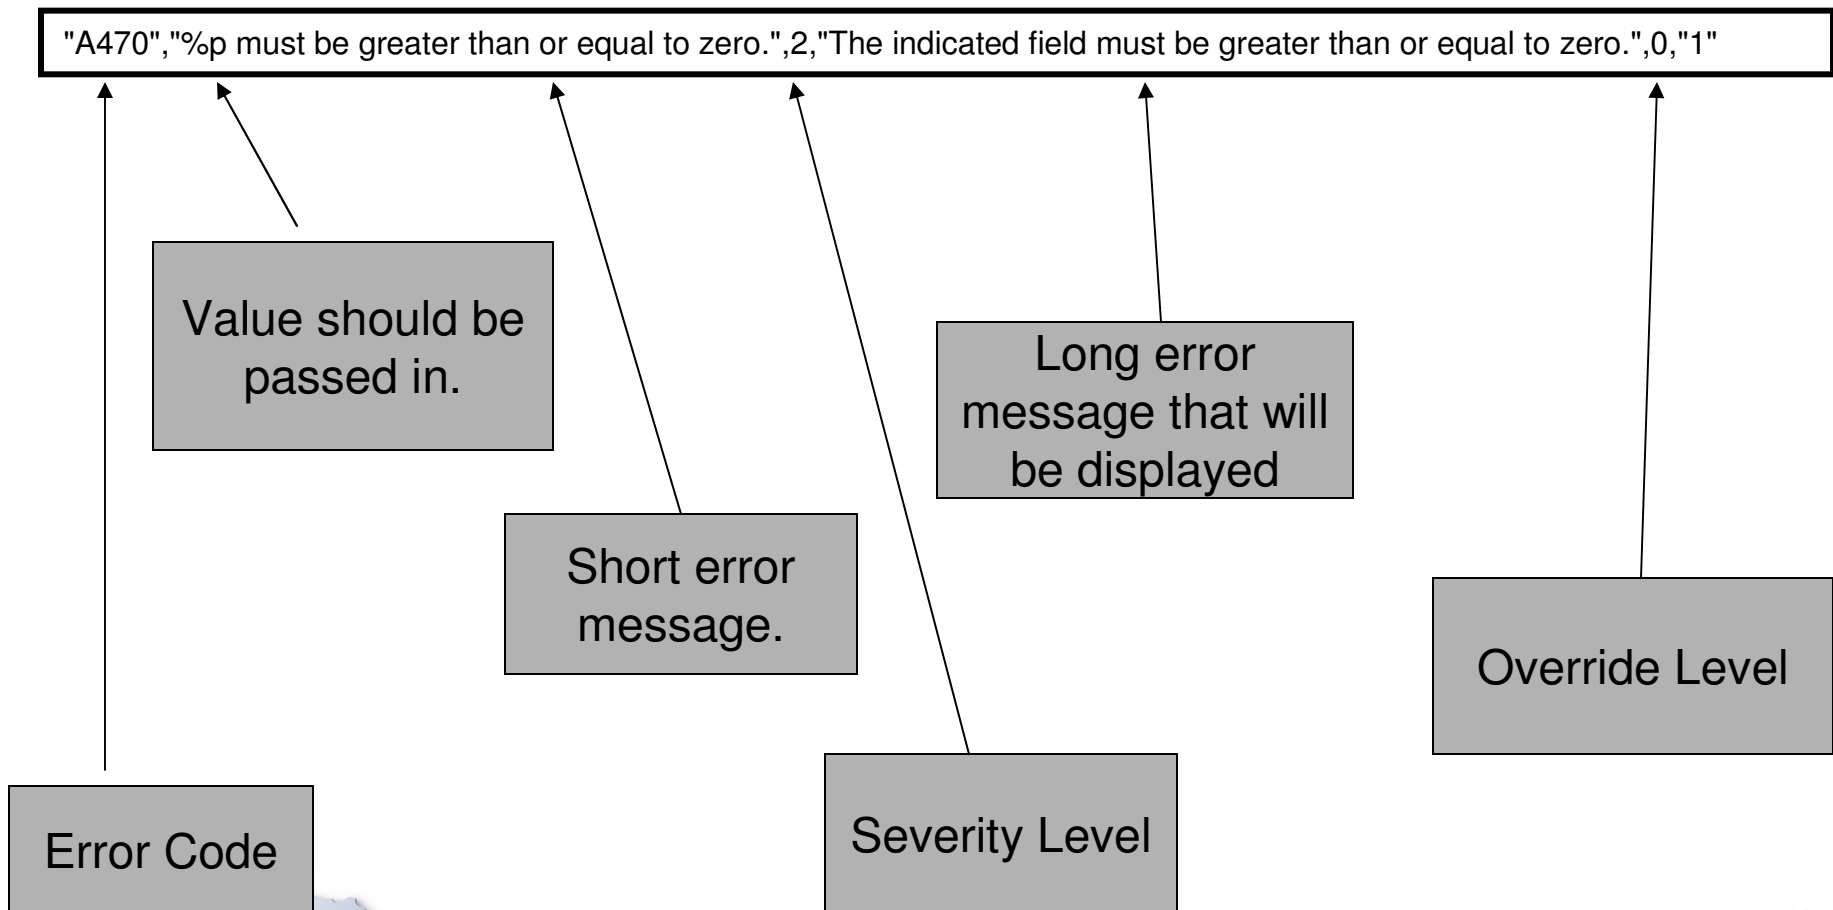 "A470","%p must be greater than or equal to zero.",2,"The indicated field must be greater than or equal to zero.",0,"1"
Value should be
passed in.
Long error
message that will
be displayed
Short error
message.
Override Level
Severity Level
Error Code